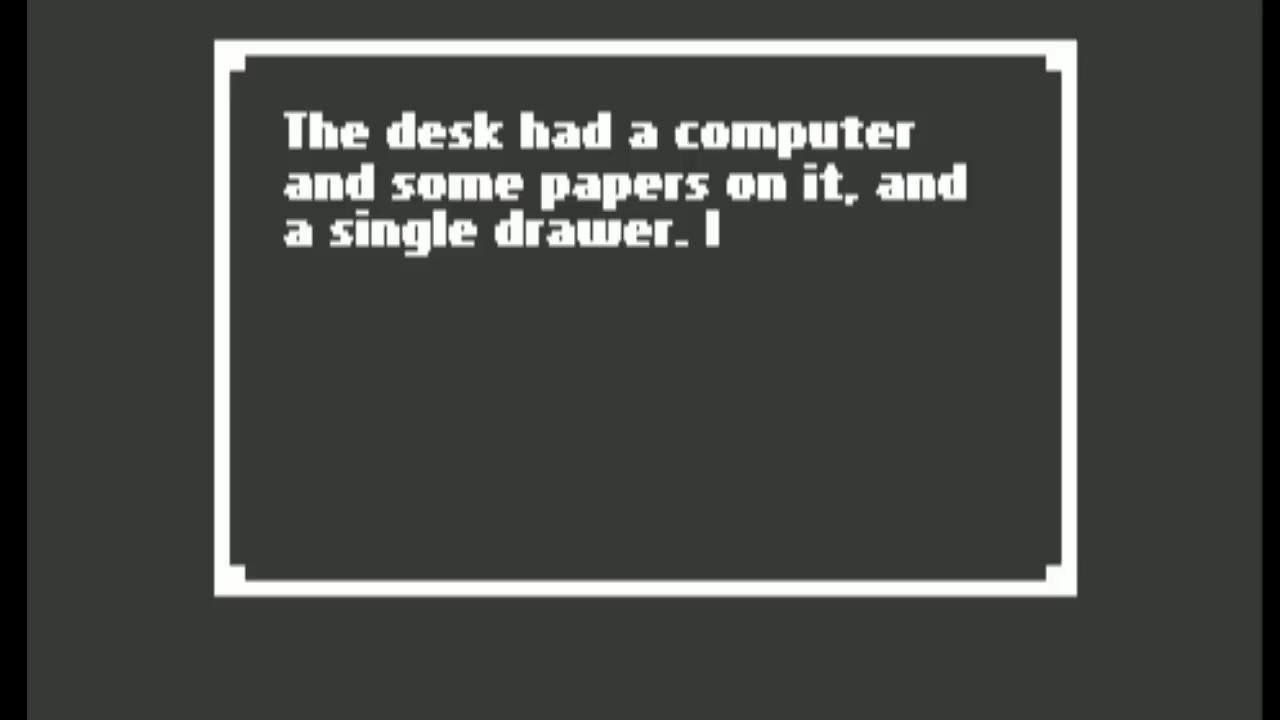 The desk had a computer
and some papers on it, and
a single drawer. I